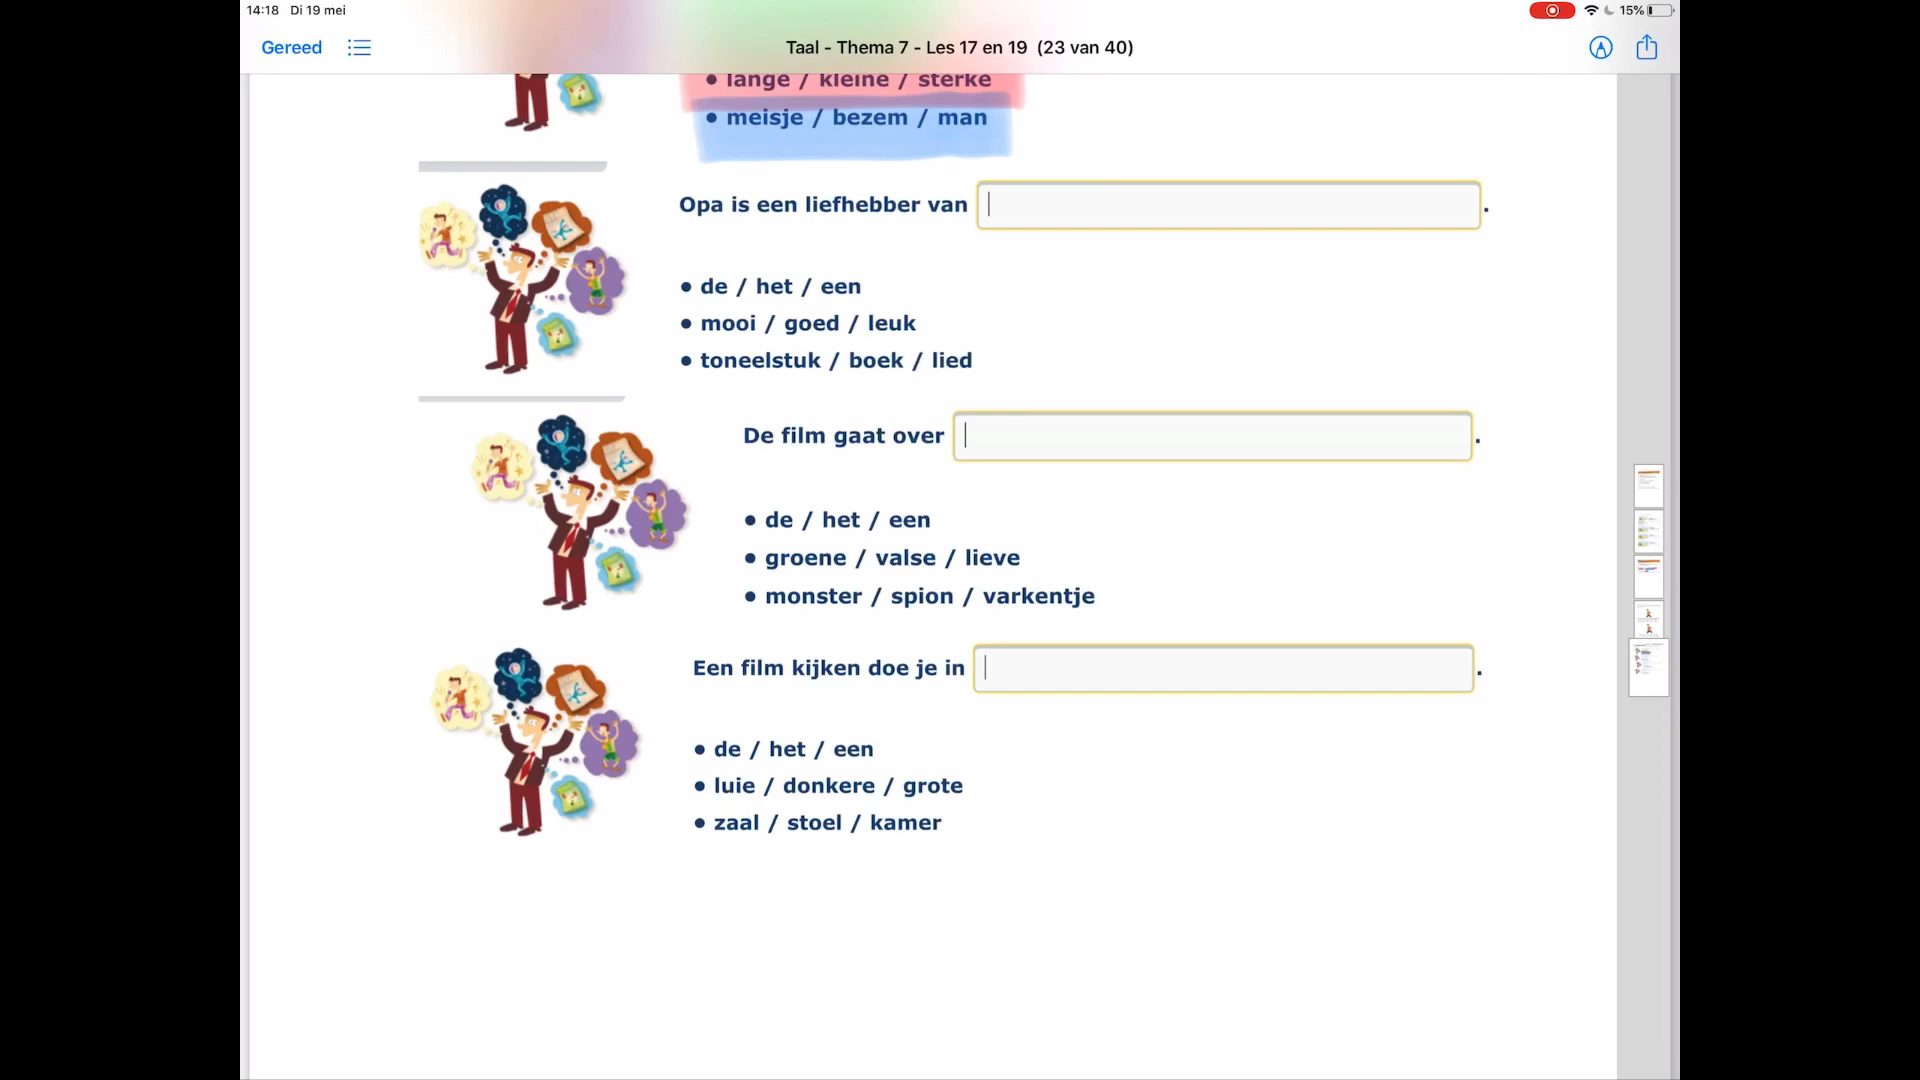 14:18 Di 19 mei
15%
Gereed
Taal - Thema 7 - Les 17 en 19 (23 van 40)
• lange / kleine / sterke
• meisje / bezem / man
Opa is een liefhebber van .
• de / het / een
• mooi / goed / leuk
• toneelstuk / boek / lied
De film gaat over .
• de / het / een
• groene / valse / lieve
• monster / spion / varkentje
Een film kijken doe je in .
• de / het / een
• luie / donkere / grote
• zaal / stoel / kamer